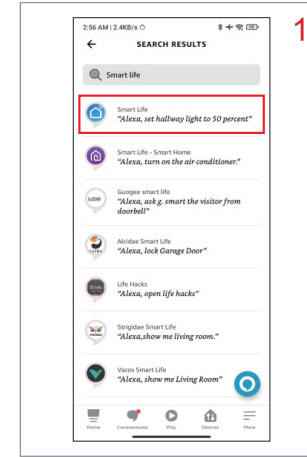 1
2:56 AM | 2.4KB/s
SEARCH RESULTS
Smart life
Smart Life
"Alexa, set hallway light to 50 percent"
Smart Life - Smart Home
"Alexa, turn on the air conditioner."
Guogee smart life
"Alexa, ask g. smart the visitor from
doorbell"
Alcidae Smart Life
"Alexa, lock Garage Door"
Life Hacks
"Alexa, open life hacks"
Strigidae Smart Life
"Alexa,show me living room."
Vacos Smart Life
"Alexa, show me Living Room"
Home
Communicate
Play
Devices
More